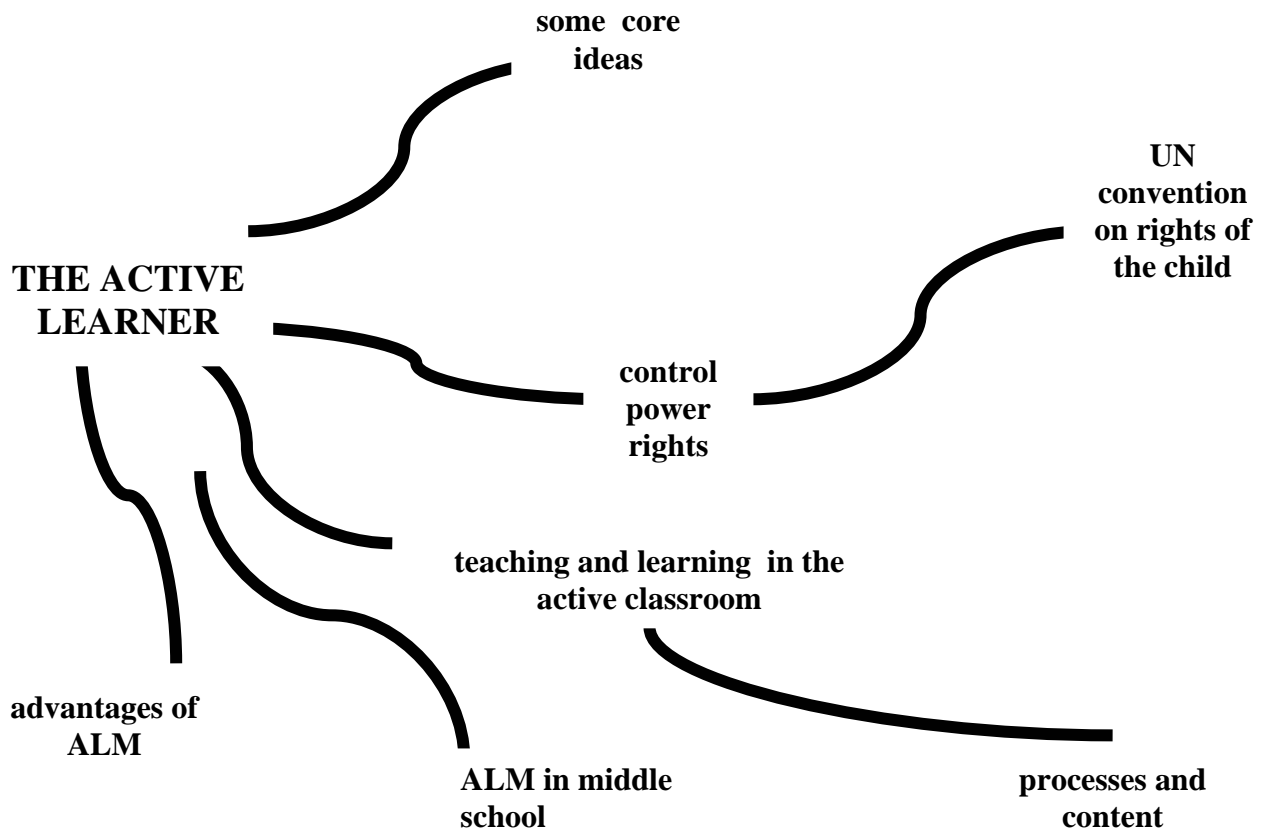 some core
ideas
UN
convention
on rights of
the child
THE ACTIVE
LEARNER
control
power
rights
teaching and learning in the
active classroom
advantages of
ALM
ALM in middle
school
processes and
content